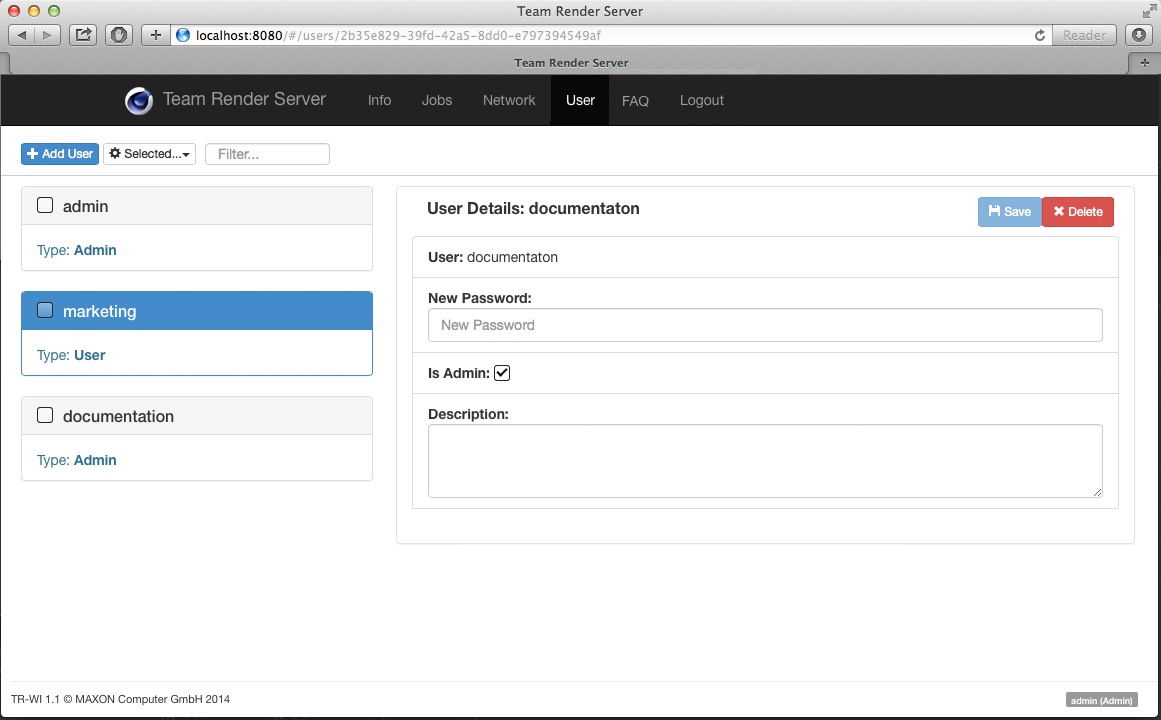 Team Render Server
localhost:8080/#/users/2b35e829-39fd-42a5-8dd0-e797394549af
Reader
Team Render Server
Team Render Server Info Jobs Network User FAQ Logout
Add User Selected... Filter...
admin
Type: Admin
marketing
Type: User
documentation
Type: Admin
User Details: documentaton
Save Delete
User: documentaton
New Password:
New Password
Is Admin:
Description:
TR-WI 1.1 © MAXON Computer GmbH 2014
admin (Admin)